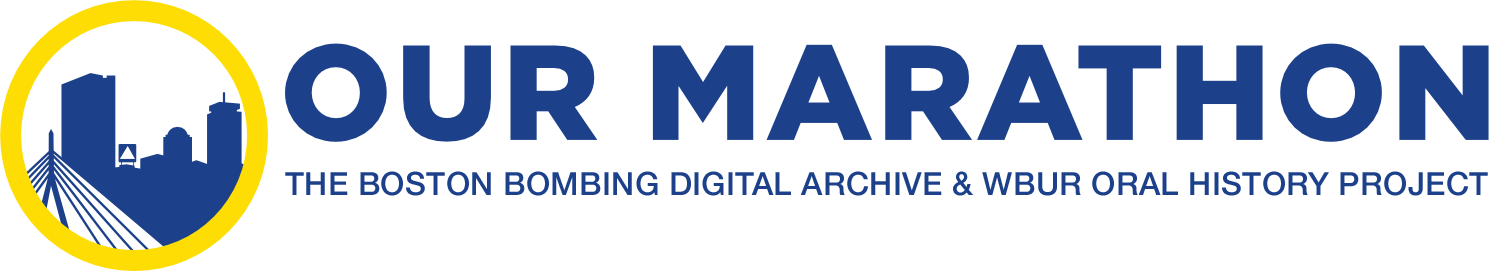 OUR MARATHON
THE BOSTON BOMBING DIGITAL ARCHIVE & WBUR ORAL HISTORY PROJECT